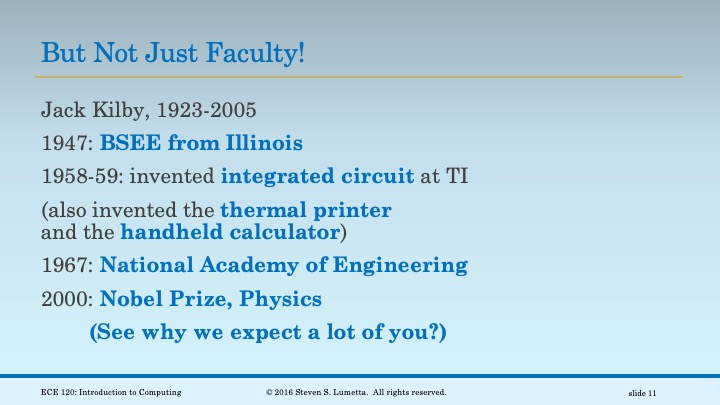 But Not Just Faculty!
Jack Kilby, 1923-2005
1947: BSEE from Illinois
1958-59: invented integrated circuit at TI
(also invented the thermal printer
and the handheld calculator)
1967: National Academy of Engineering
2000: Nobel Prize, Physics
(See why we expect a lot of you?)
ECE 120: Introduction to Computing
© 2016 Steven S. Lumetta.  All rights reserved.
slide 11